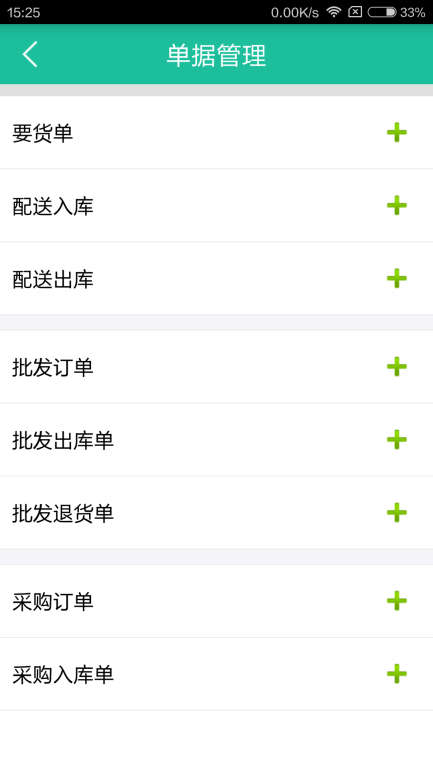 15:25 0.00K/s 33%
单据管理
要货单
配送入库
配送出库
批发订单
批发出库单
批发退货单
采购订单
采购入库单